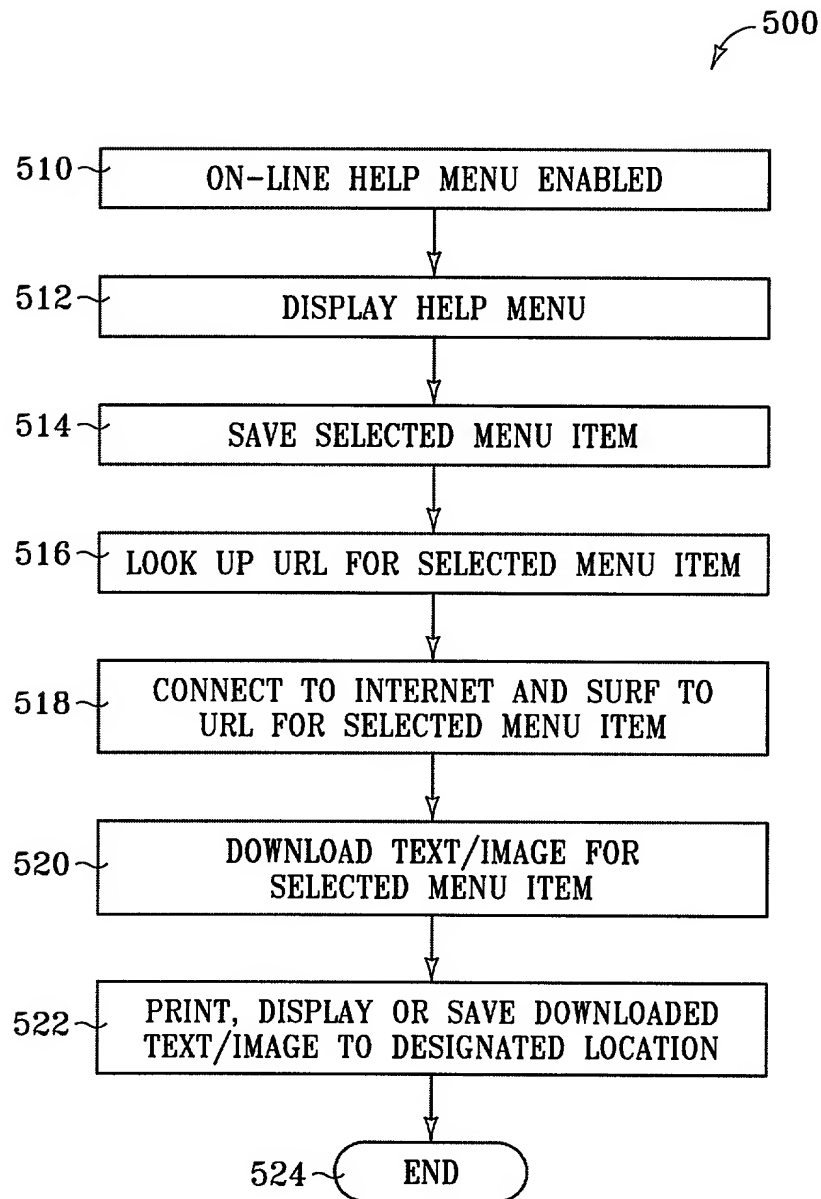 500
510 ON-LINE HELP MENU ENABLED
512 DISPLAY HELP MENU
514 SAVE SELECTED MENU ITEM
516 LOOK UP URL FOR SELECTED MENU ITEM
518 CONNECT TO INTERNET AND SURF TO
URL FOR SELECTED MENU ITEM
520 DOWNLOAD TEXT/IMAGE FOR
SELECTED MENU ITEM
522 PRINT, DISPLAY OR SAVE DOWNLOADED
TEXT/IMAGE TO DESIGNATED LOCATION
524 END